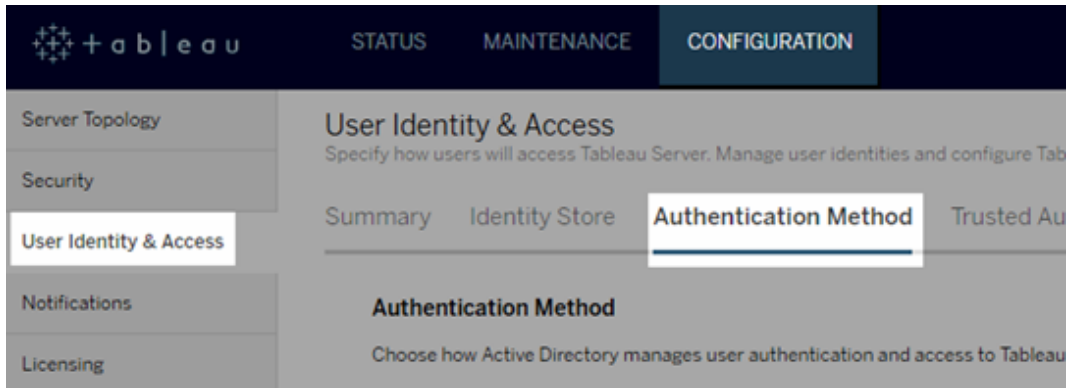 +ableau
STATUS MAINTENANCE CONFIGURATION
Server Topology
Security
User Identity & Access
Notifications
Licensing
User Identity & Access
Specify how users will access Tableau Server. Manage user identities and configure Tab
Summary Identity Store Authentication Method Trusted Au
Authentication Method
Choose how Active Directory manages user authentication and access to Tableau